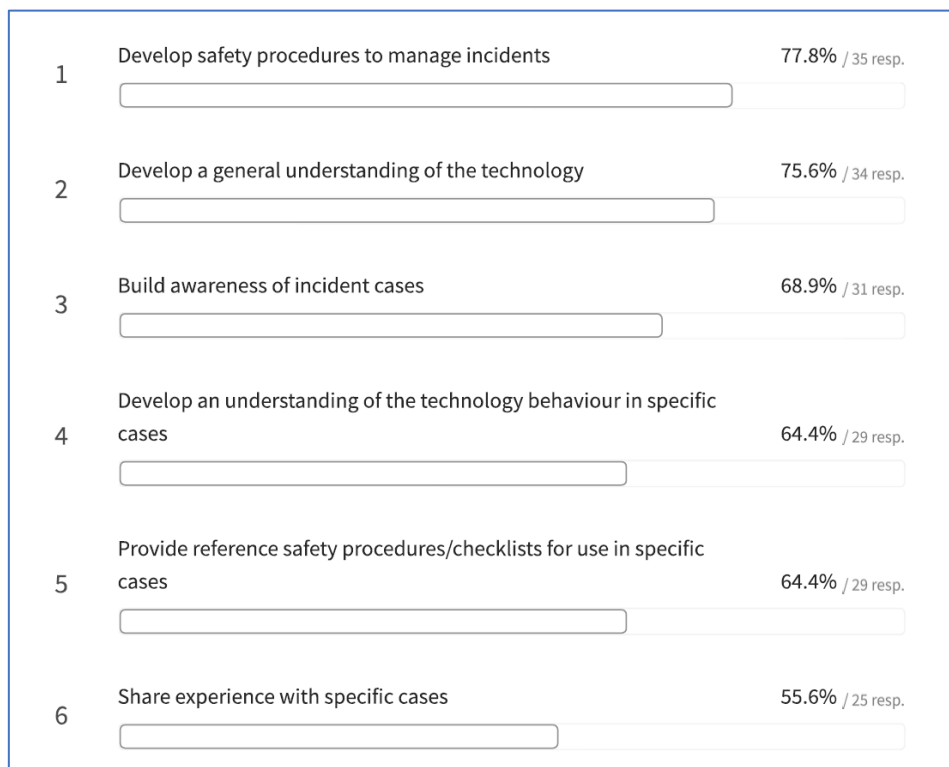 1
Develop safety procedures to manage incidents
77.8% / 35 resp.
2
Develop a general understanding of the technology
75.6% / 34 resp.
3
Build awareness of incident cases
68.9% / 31 resp.
4
Develop an understanding of the technology behaviour in specific
cases
64.4% / 29 resp.
5
Provide reference safety procedures/checklists for use in specific
cases
64.4% / 29 resp.
6
Share experience with specific cases
55.6% / 25 resp.